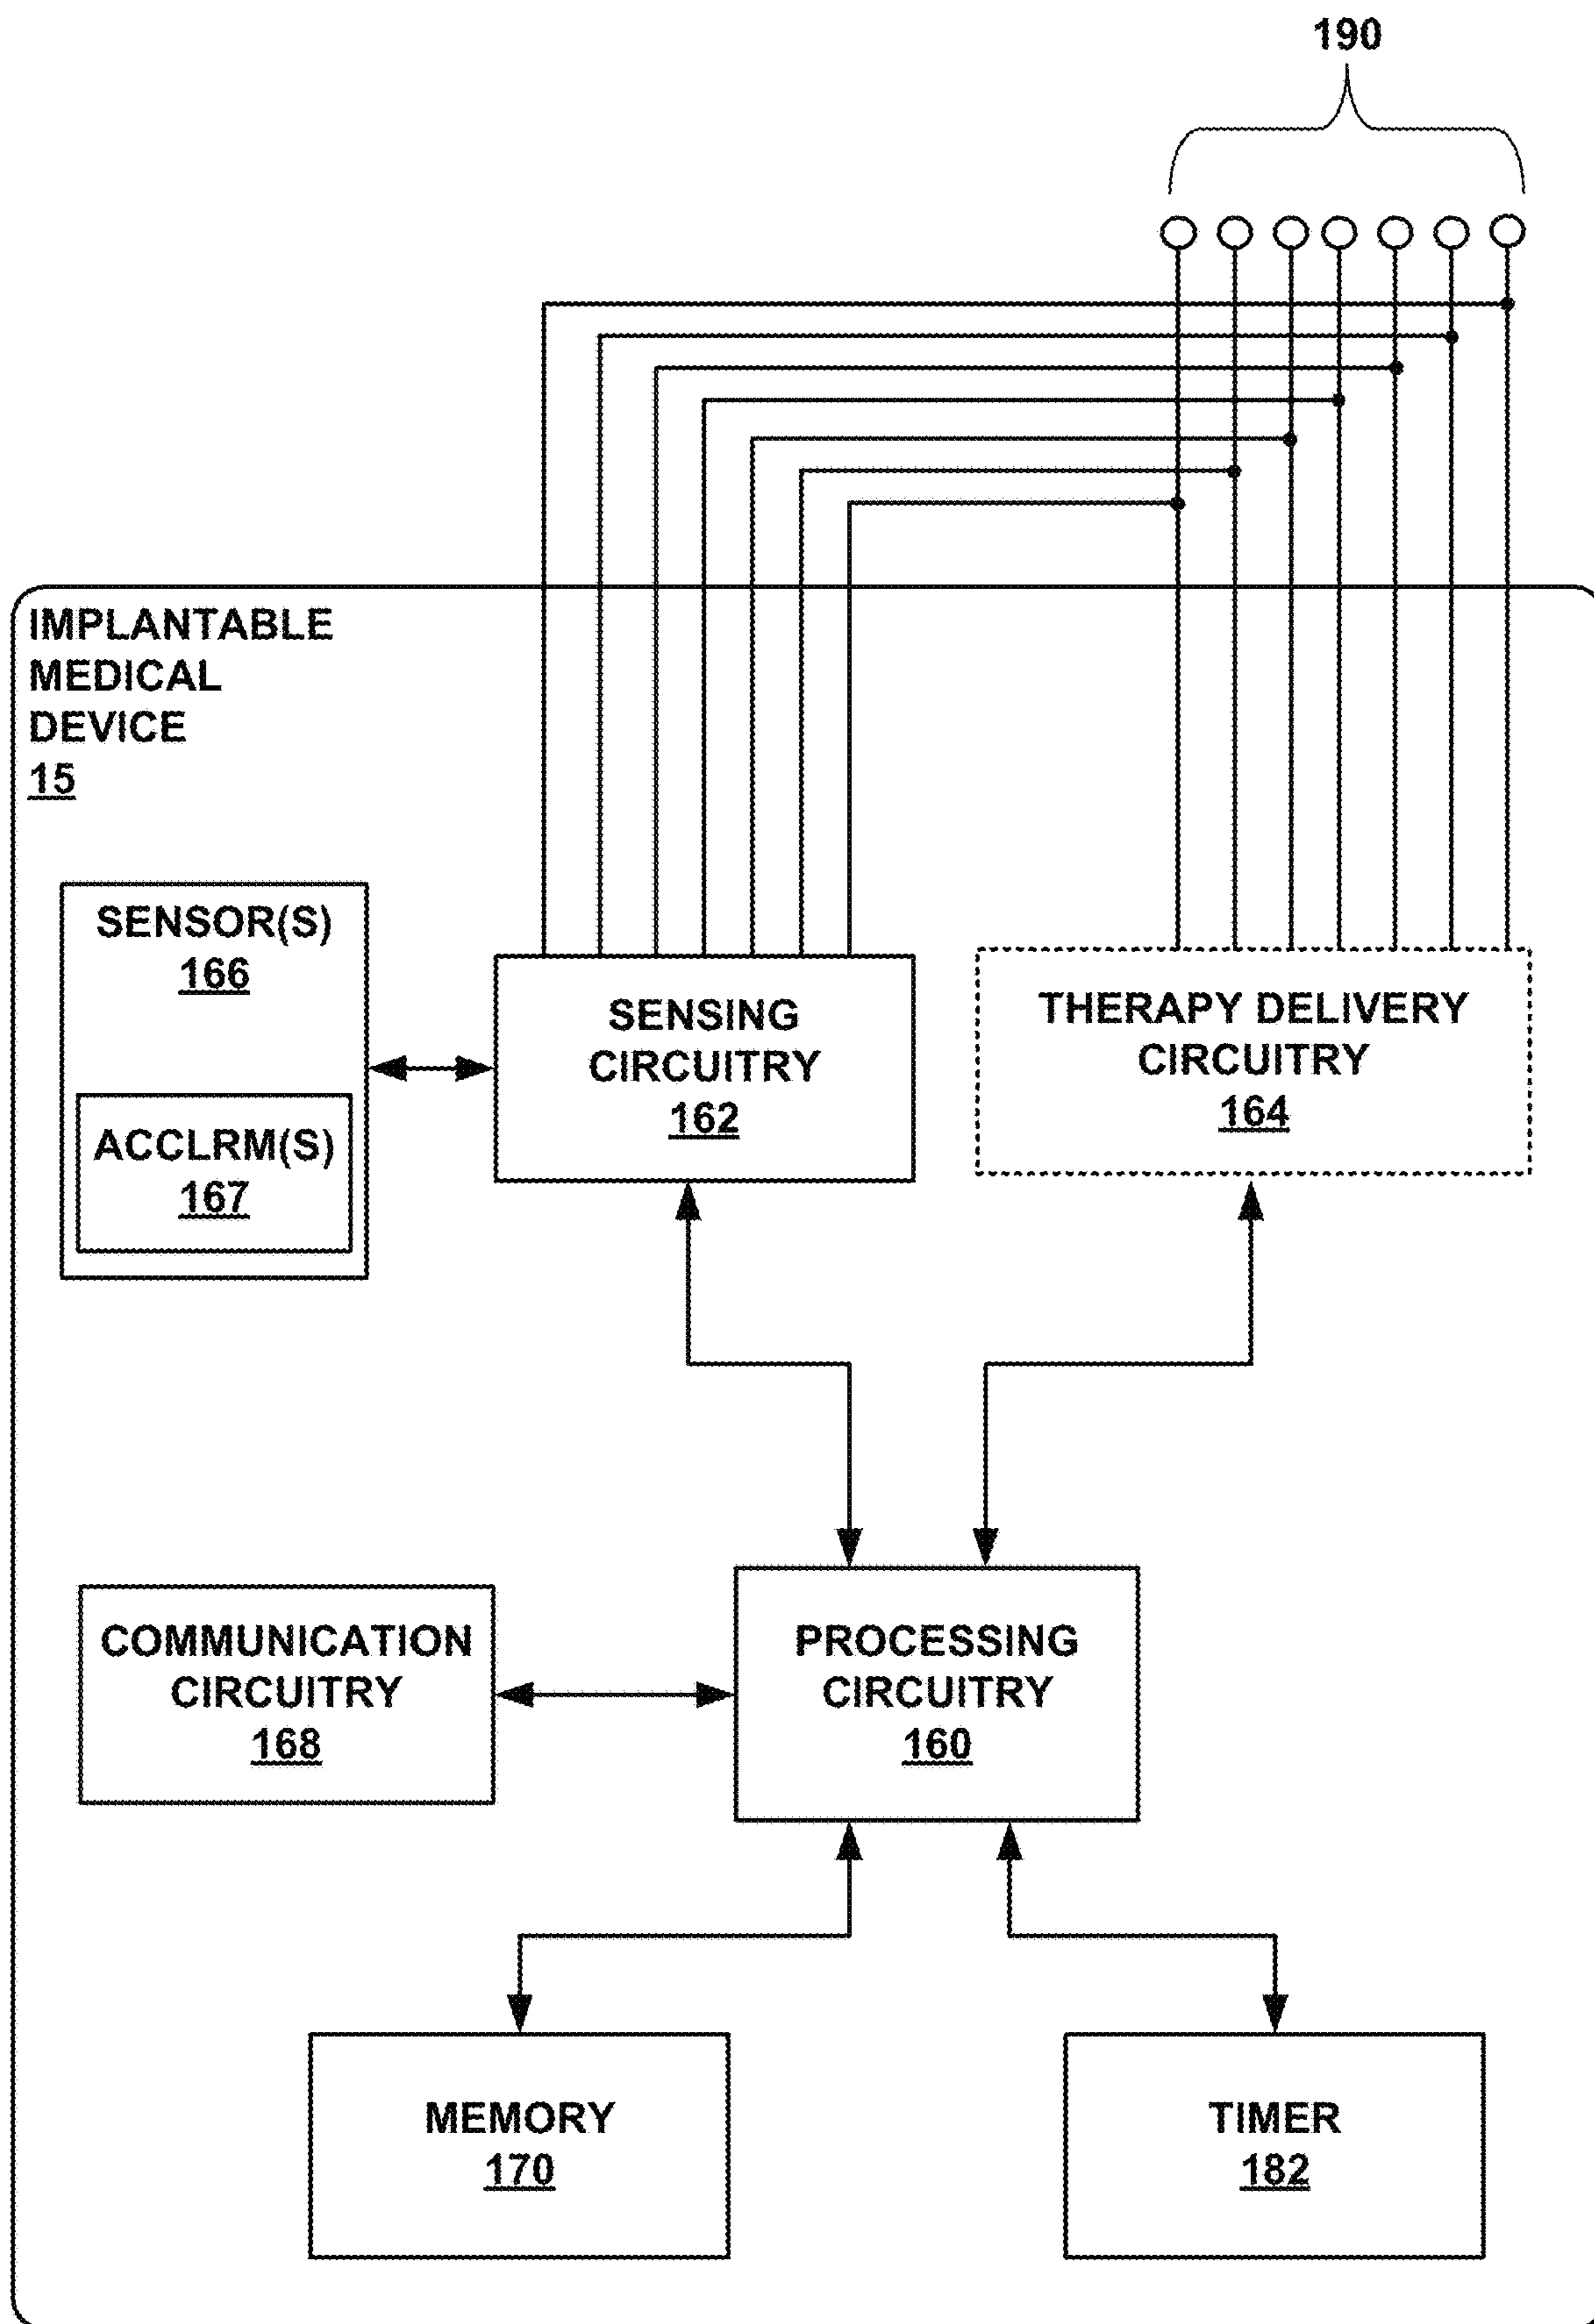 190
IMPLANTABLE
MEDICAL
DEVICE
15
SENSOR(S)
166
ACCLRM(S)
167
SENSING
CIRCUITRY
162
THERAPY DELIVERY
CIRCUITRY
164
COMMUNICATION
CIRCUITRY
168
PROCESSING
CIRCUITRY
160
MEMORY
170
TIMER
182